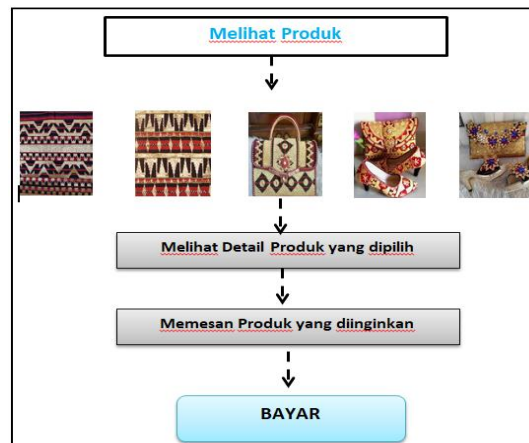 Melihat Produk
Melihat Detail Produk yang dipilih
Memesan Produk yang diinginkan
BAYAR